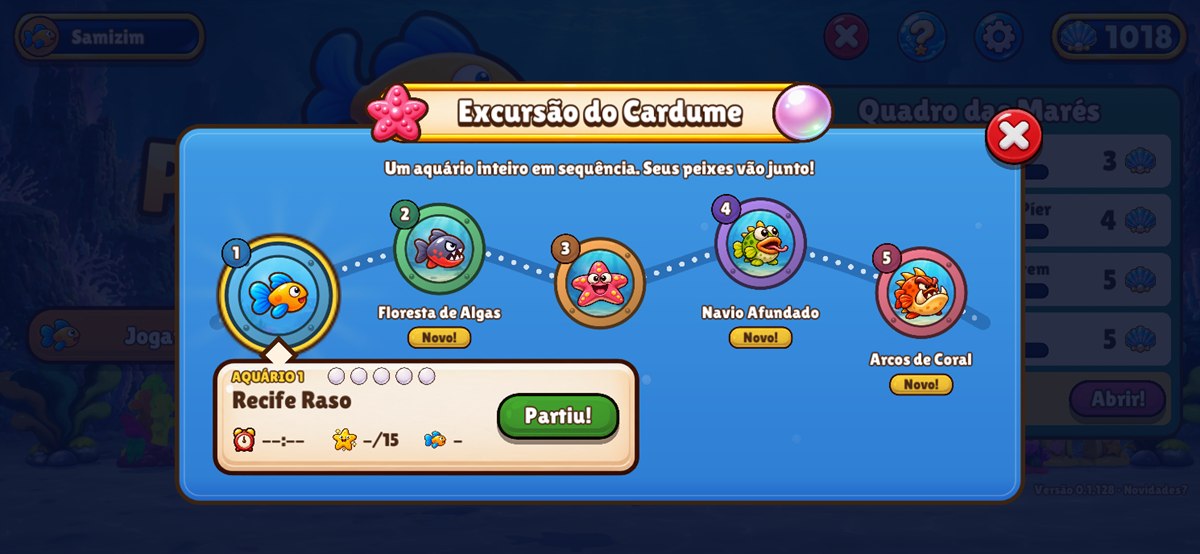 Samizim
1018
Excursão do Cardume
Quadro das Marés
Um aquário inteiro em sequência. Seus peixes vão junto!
3
4
5
5
1
2
3
4
5
Floresta de Algas
Novo!
Navio Afundado
Novo!
Arcos de Coral
Novo!
AQUÁRIO 1
Recife Raso
--:--
-/15
-
Partiu!
Abrir!
Versão 0.1.128 · Novidades?